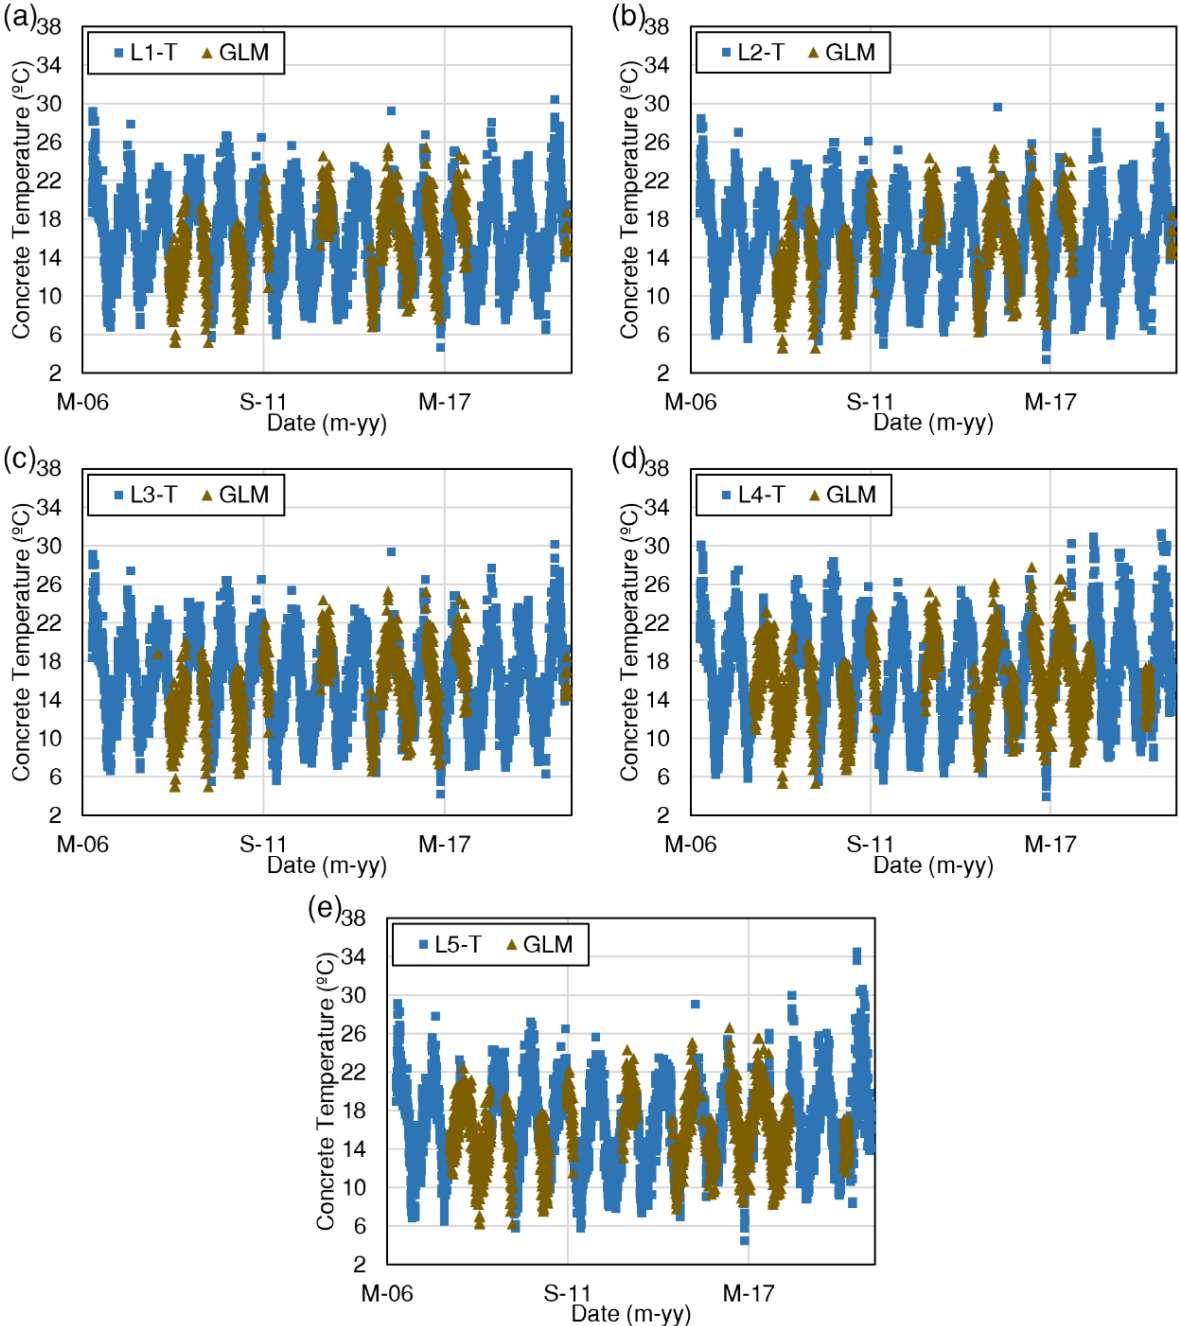 (a)
38
34
30
26
22
18
14
10
6
2
Concrete Temperature (ºC)
L1-T GLM
M-06 S-11 M-17
Date (m-yy)
(b)
38
34
30
26
22
18
14
10
6
2
Concrete Temperature (ºC)
L2-T GLM
M-06 S-11 M-17
Date (m-yy)
(c)
38
34
30
26
22
18
14
10
6
2
Concrete Temperature (ºC)
L3-T GLM
M-06 S-11 M-17
Date (m-yy)
(d)
38
34
30
26
22
18
14
10
6
2
Concrete Temperature (ºC)
L4-T GLM
M-06 S-11 M-17
Date (m-yy)
(e)
38
34
30
26
22
18
14
10
6
2
Concrete Temperature (ºC)
L5-T GLM
M-06 S-11 M-17
Date (m-yy)